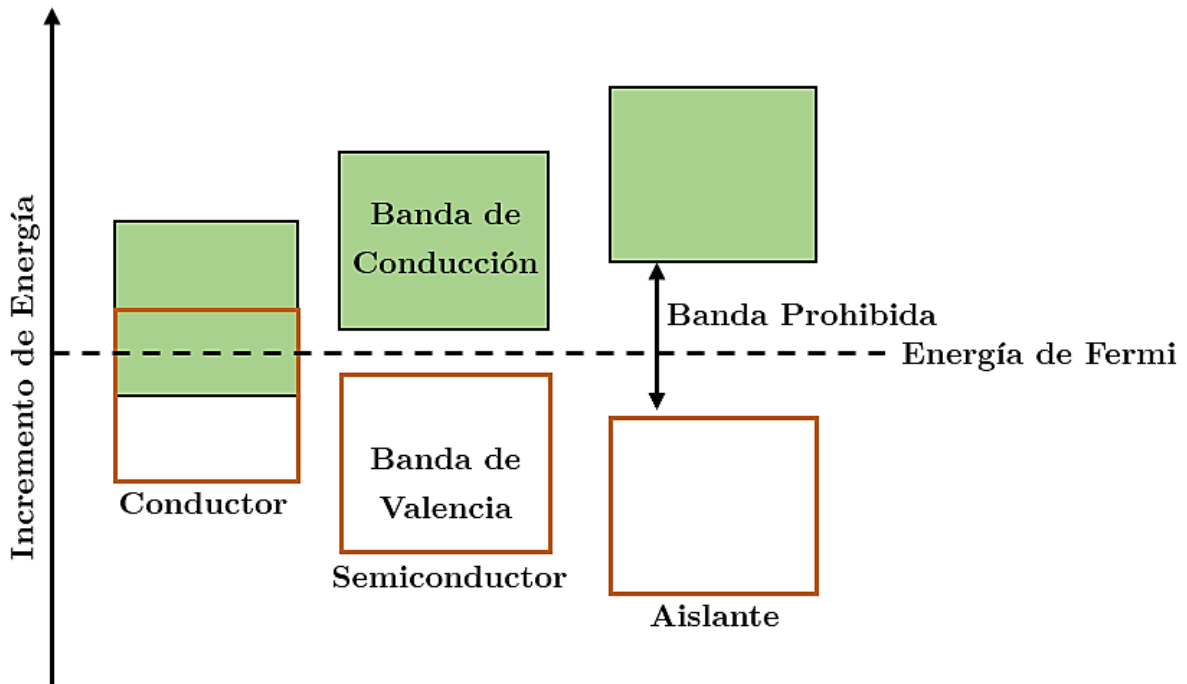 Incremento de Energía
Banda de
Conducción
Banda Prohibida
Energía de Fermi
Banda de
Valencia
Conductor
Semiconductor
Aislante